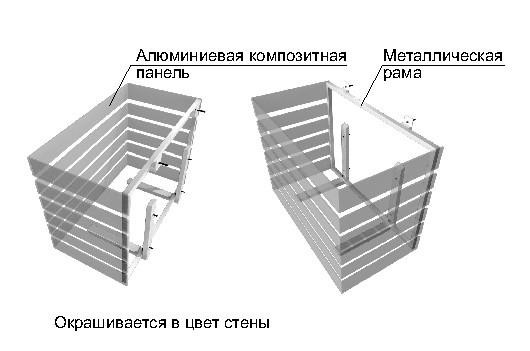 Алюминиевая композитная
панель
Металлическая
рама
Окрашивается в цвет стены